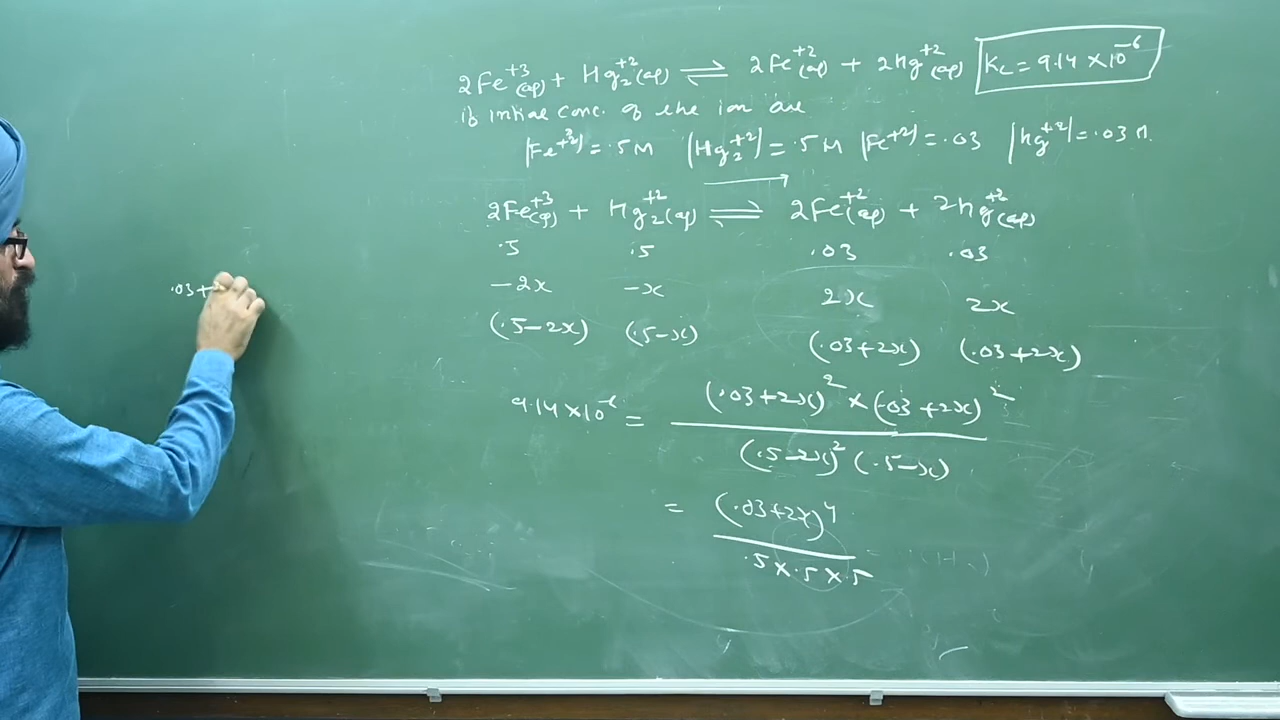 2Fe⁺³(aq) + Hg₂⁺²(aq) ⇌ 2Fe⁺²(aq) + 2Hg⁺²(aq) Kc = 9.14 × 10⁻⁶
if initial conc. of the ion are
|Fe⁺³| = .5M |Hg₂⁺²| = .5M |Fe⁺²| = .03 |Hg⁺²| = .03M.
2Fe⁺³(aq) + Hg₂⁺²(aq) ⇌ 2Fe⁺²(aq) + 2Hg⁺²(aq)
.5 .5 .03 .03
-2x -x 2x 2x
.03+
(.5-2x) (.5-x) (.03+2x) (.03+2x)
9.14×10⁻⁶ = (.03+2x)² × (.03+2x)²
(.5-2x)² (.5-x)
= (.03+2x)⁴
.5×.5×.5